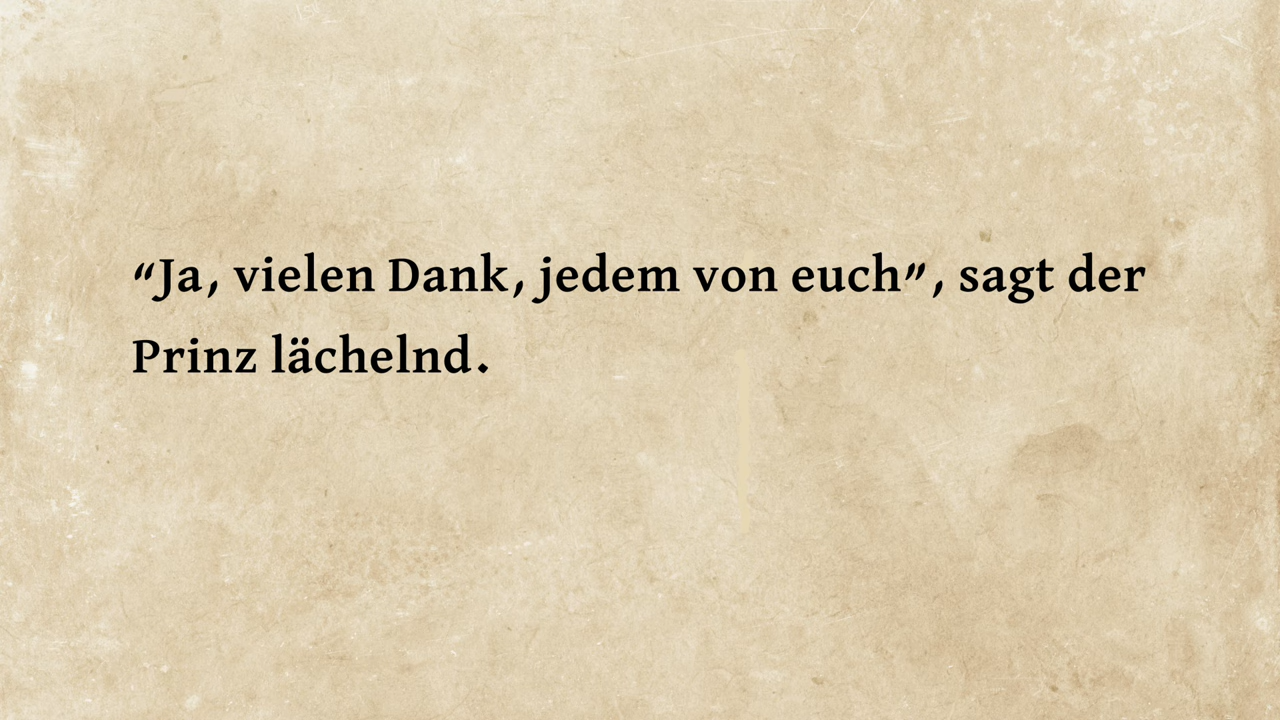 “Ja, vielen Dank, jedem von euch”, sagt der
Prinz lächelnd.